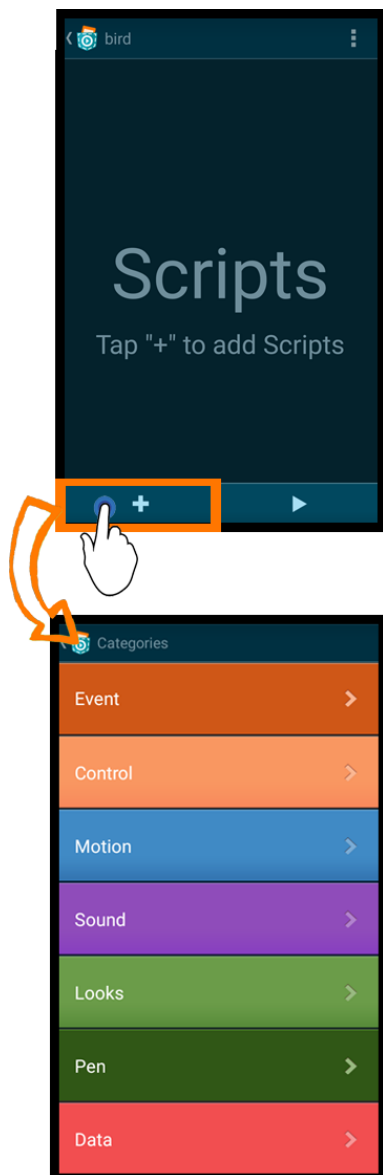 bird
Scripts
Tap "+" to add Scripts
Categories
Event
Control
Motion
Sound
Looks
Pen
Data